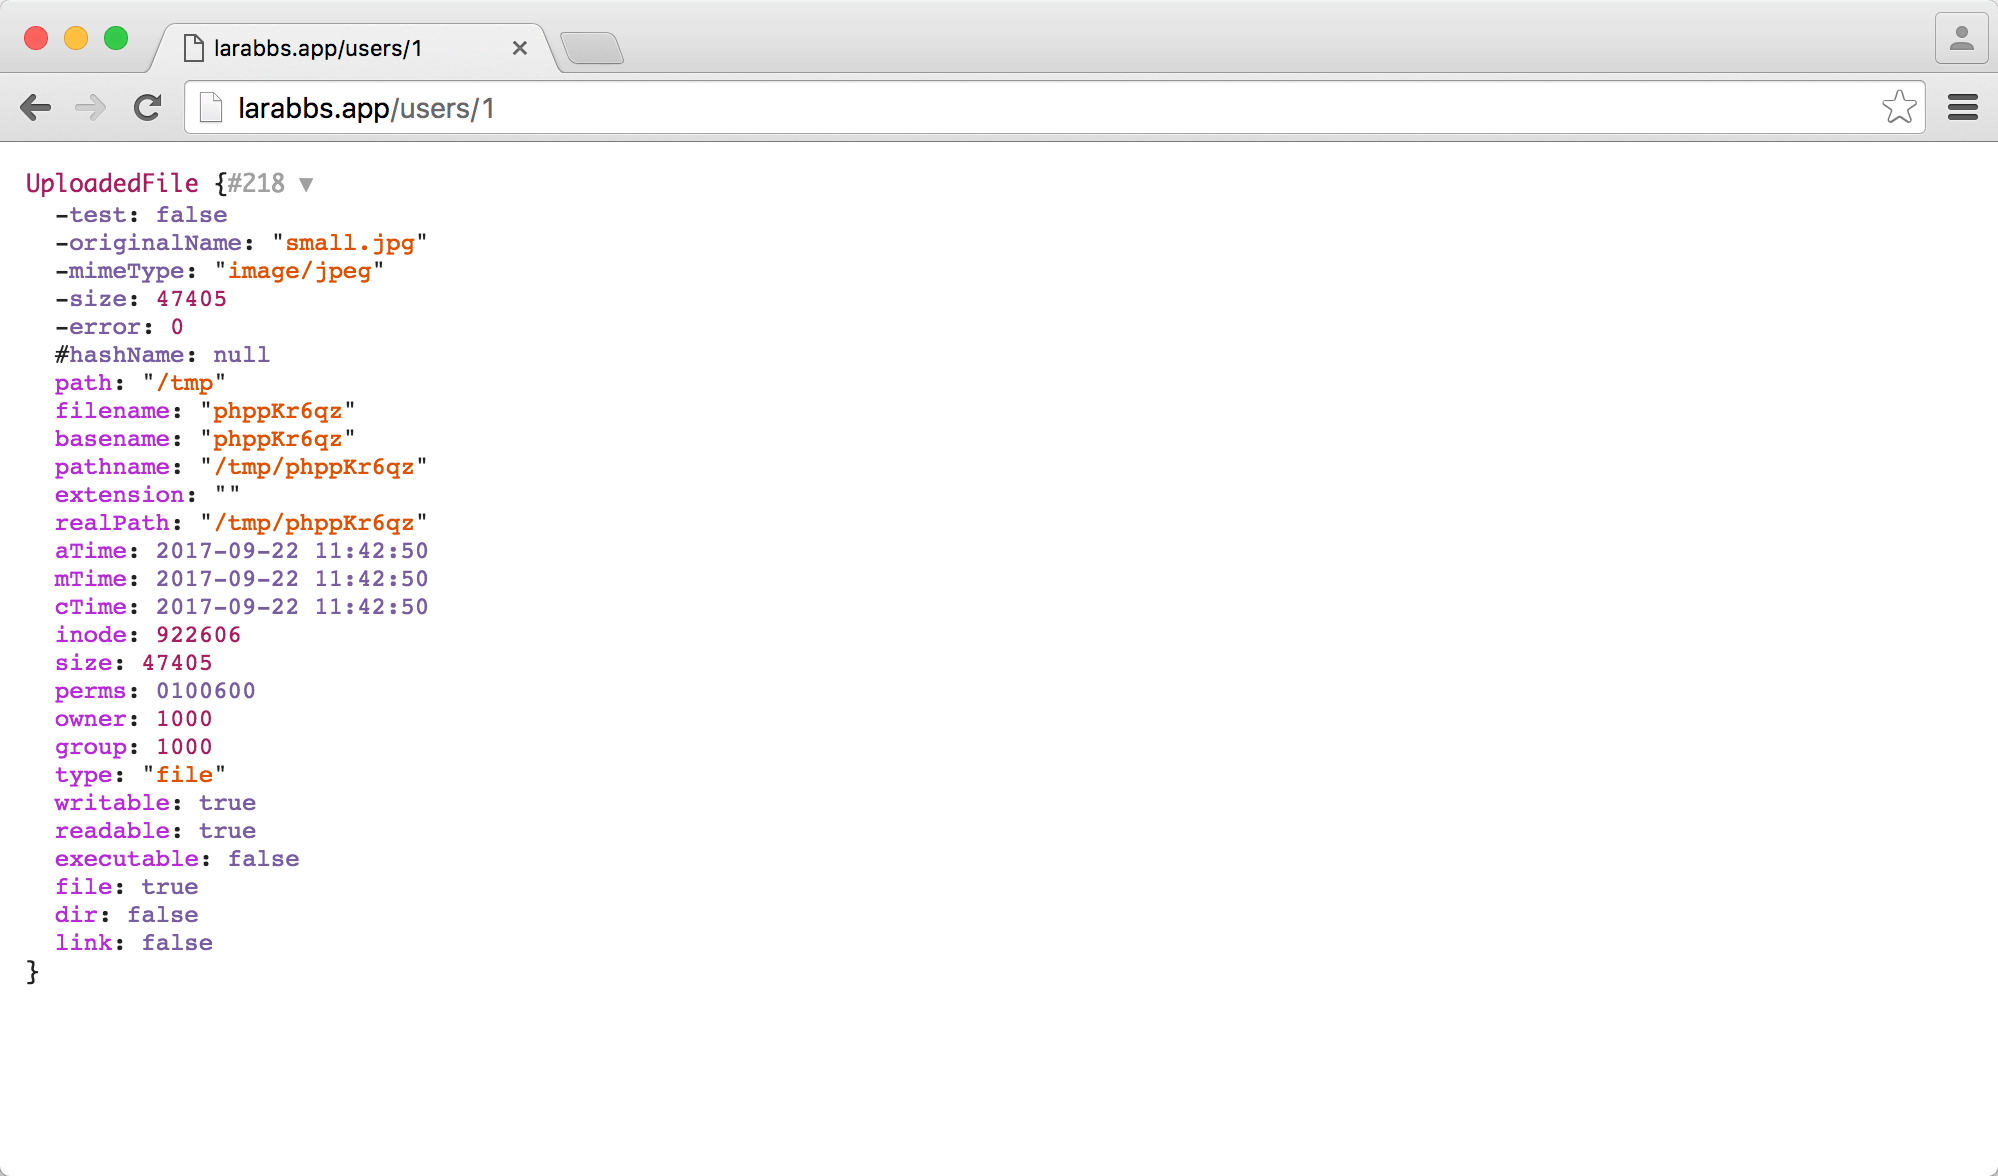 larabbs.app/users/1
larabbs.app/users/1
UploadedFile {#218 ▼
-test: false
-originalName: "small.jpg"
-mimeType: "image/jpeg"
-size: 47405
-error: 0
#hashName: null
path: "/tmp"
filename: "phppKr6qz"
basename: "phppKr6qz"
pathname: "/tmp/phppKr6qz"
extension: ""
realPath: "/tmp/phppKr6qz"
aTime: 2017-09-22 11:42:50
mTime: 2017-09-22 11:42:50
cTime: 2017-09-22 11:42:50
inode: 922606
size: 47405
perms: 0100600
owner: 1000
group: 1000
type: "file"
writable: true
readable: true
executable: false
file: true
dir: false
link: false
}